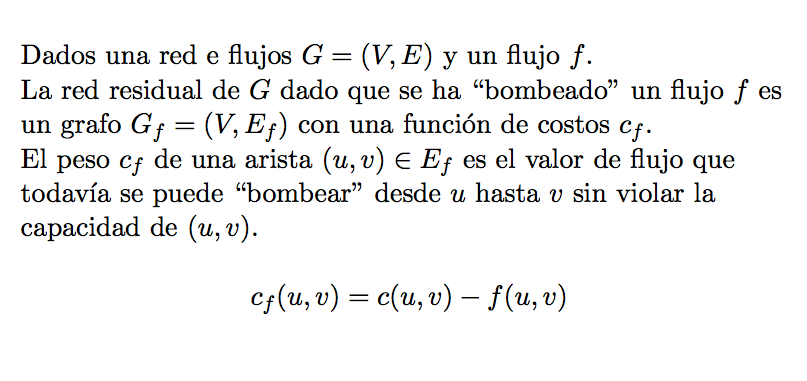 Dados una red e flujos G = (V, E) y un flujo f.
La red residual de G dado que se ha “bombeado” un flujo f es
un grafo G_f = (V, E_f) con una función de costos c_f.
El peso c_f de una arista (u, v) ∈ E_f es el valor de flujo que
todavía se puede “bombear” desde u hasta v sin violar la
capacidad de (u, v).
c_f(u, v) = c(u, v) − f(u, v)